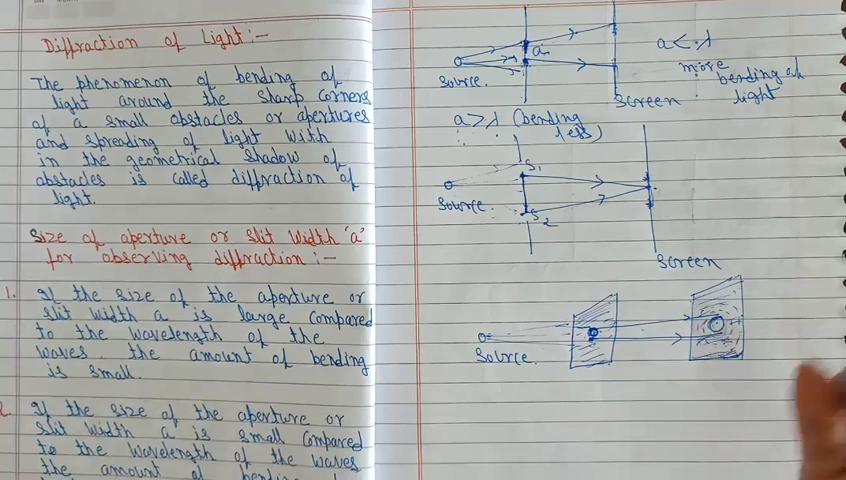 Diffraction of Light:-
The phenomenon of bending of
light around the sharp corners
of a small obstacles or apertures
and spreading of light with
in the geometrical shadow of
obstacles is called diffraction of
light.
Size of aperture or slit width 'a'
for observing diffraction :-
1. If the size of the aperture or
slit width a is large compared
to the wavelength of the
waves. the amount of bending
is small.
2. If the size of the aperture or
slit width a is small compared
to the wavelength of the waves
the amount of bending
a
Source.
Screen
a<λ
more
bending of
light
a>λ (bending
less)
S1
S2
Source.
Screen
Source.